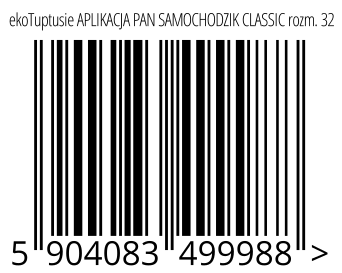 ekoTuptusie APLIKACJA PAN SAMOCHODZIK CLASSIC rozm. 32
5 904083 499988 >